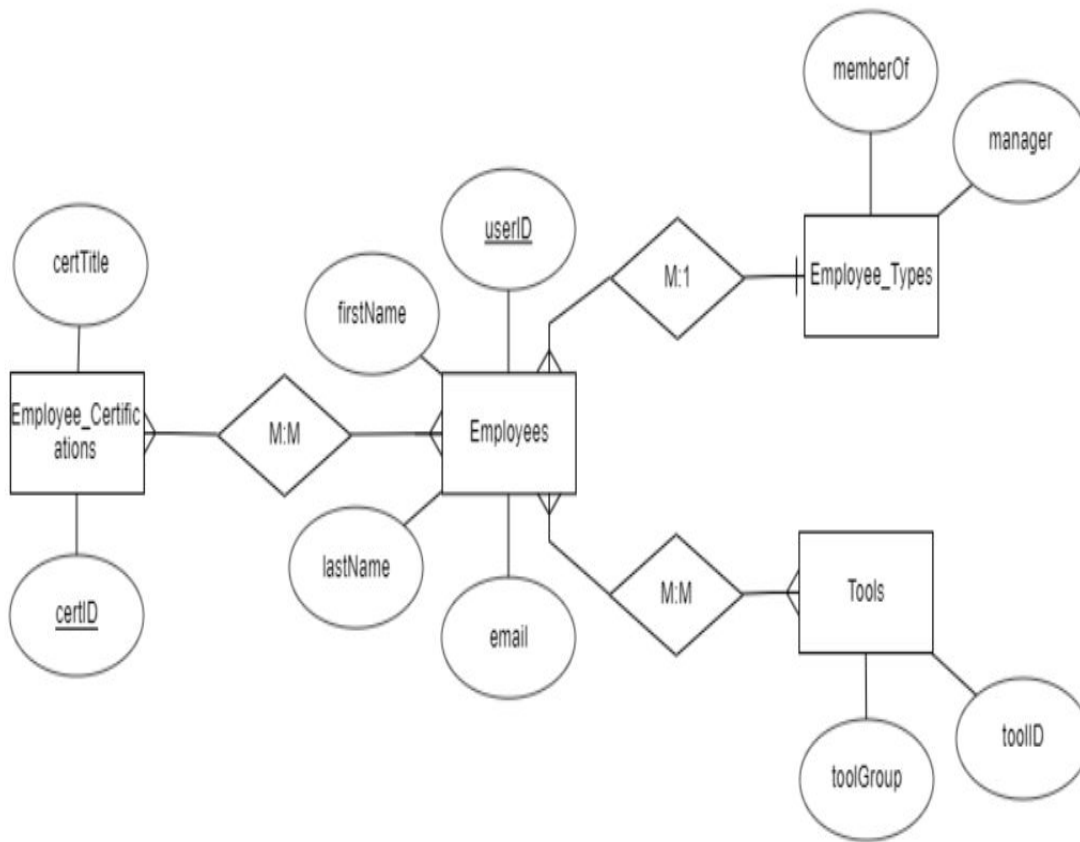 memberOf
manager
userID
certTitle
firstName
M:1
Employee_Types
Employee_Certific
ations
M:M
Employees
lastName
M:M
Tools
certID
email
toolGroup
toolID